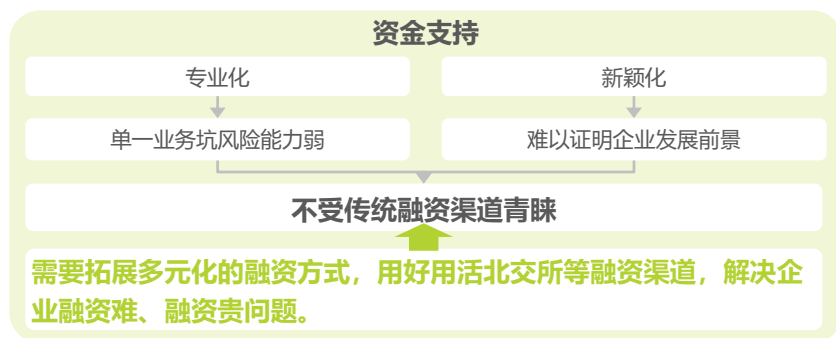 资金支持
专业化
新颖化
单一业务坑风险能力弱
难以证明企业发展前景
不受传统融资渠道青睐
需要拓展多元化的融资方式，用好用活北交所等融资渠道，解决企
业融资难、融资贵问题。